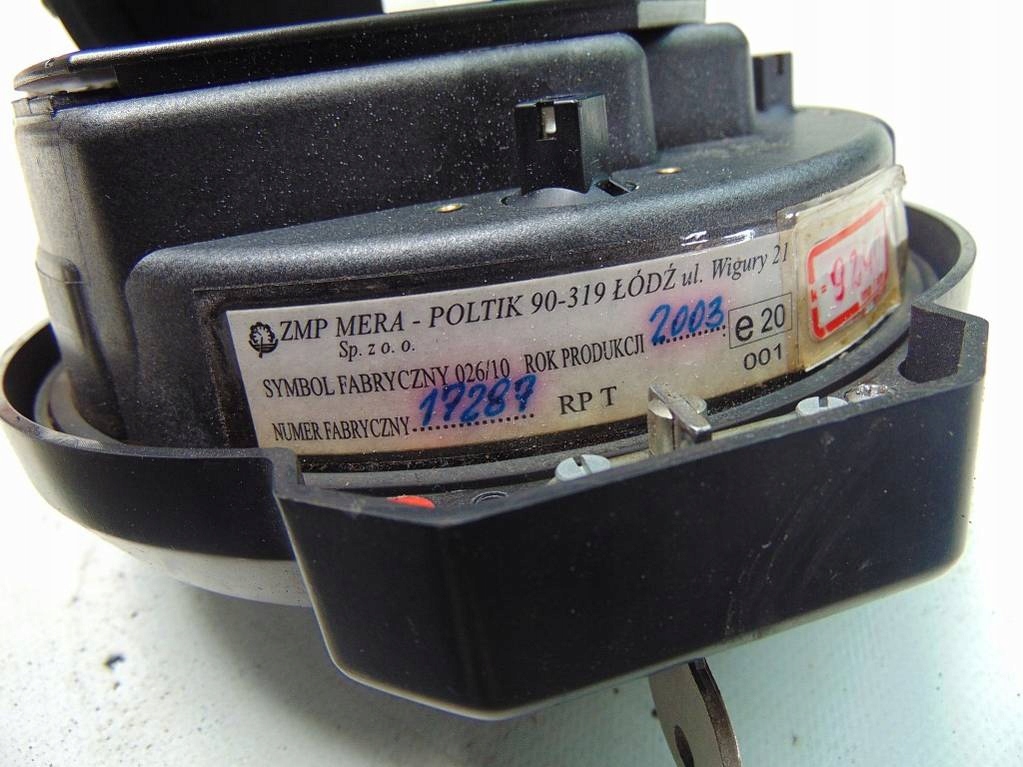 ZMP MERA - POLTIK 90-319 ŁÓDŹ ul. Wigury 21
Sp. z o. o.
SYMBOL FABRYCZNY 026/10 ROK PRODUKCJI 2003
NUMER FABRYCZNY 17287 RP T
e 20
001
k =